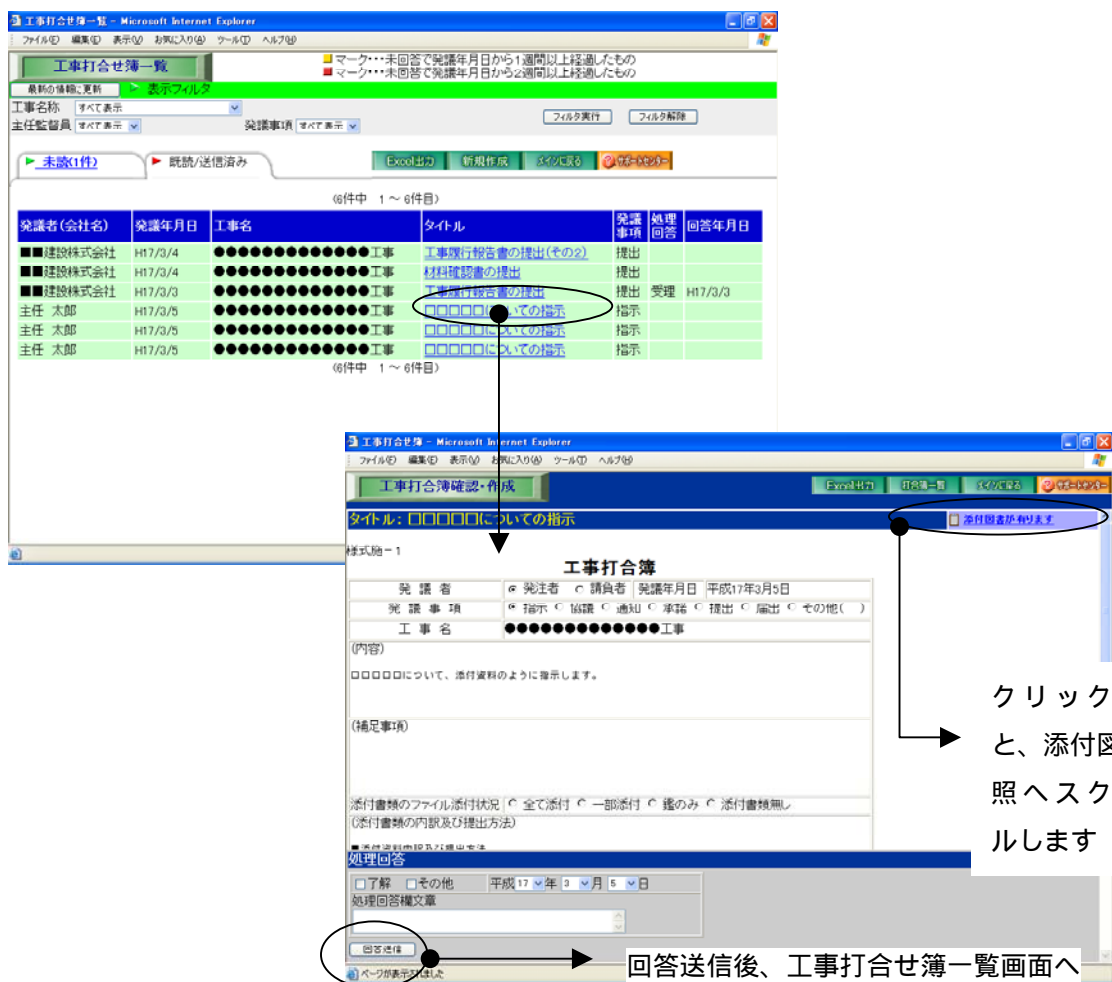 工事打合せ簿一覧 - Microsoft Internet Explorer
ファイル(F) 編集(E) 表示(V) お気に入り(A) ツール(T) ヘルプ(H)
工事打合せ簿一覧
マーク・・・未回答で発議年月日から1週間以上経過したもの
マーク・・・未回答で発議年月日から2週間以上経過したもの
最新の情報に更新 表示フィルタ
工事名称 すべて表示
主任監督員 すべて表示 発議事項 すべて表示 フィルタ実行 フィルタ解除
未読(1件) 既読/送信済み Excel出力 新規作成 メインに戻る サポートセンター
(6件中 1 ～ 6件目)
発議者(会社名) 発議年月日 工事名 タイトル 発議事項 処理回答 回答年月日
■■建設株式会社 H17/3/4 ●●●●●●●●●●●●●工事 工事履行報告書の提出(その2) 提出
■■建設株式会社 H17/3/4 ●●●●●●●●●●●●●工事 材料確認書の提出 提出
■■建設株式会社 H17/3/3 ●●●●●●●●●●●●●工事 工事履行報告書の提出 提出 受理 H17/3/3
主任 太郎 H17/3/5 ●●●●●●●●●●●●●工事 □□□□□についての指示 指示
主任 太郎 H17/3/5 ●●●●●●●●●●●●●工事 □□□□□についての指示 指示
主任 太郎 H17/3/5 ●●●●●●●●●●●●●工事 □□□□□についての指示 指示
(6件中 1 ～ 6件目)
工事打合せ簿 - Microsoft Internet Explorer
ファイル(F) 編集(E) 表示(V) お気に入り(A) ツール(T) ヘルプ(H)
工事打合簿確認・作成 Excel出力 打合簿一覧 メインに戻る サポートセンター
タイトル: □□□□□についての指示 添付図書が有ります
様式施－1
工事打合簿
発議者 発注者 請負者 発議年月日 平成17年3月5日
発議事項 指示 協議 通知 承諾 提出 届出 その他( )
工事名 ●●●●●●●●●●●●●工事
(内容)
□□□□□について、添付資料のように指示します。
(補足事項)
添付書類のファイル添付状況 全て添付 一部添付 鑑のみ 添付書類無し
(添付書類の内訳及び提出方法)
■添付資料内訳及び提出方法
処理回答
了解 その他 平成 17 年 3 月 5 日
処理回答欄文章
回答送信
ページが表示されました
クリック
と、添付図
照へスク
ルします
回答送信後、工事打合せ簿一覧画面へ